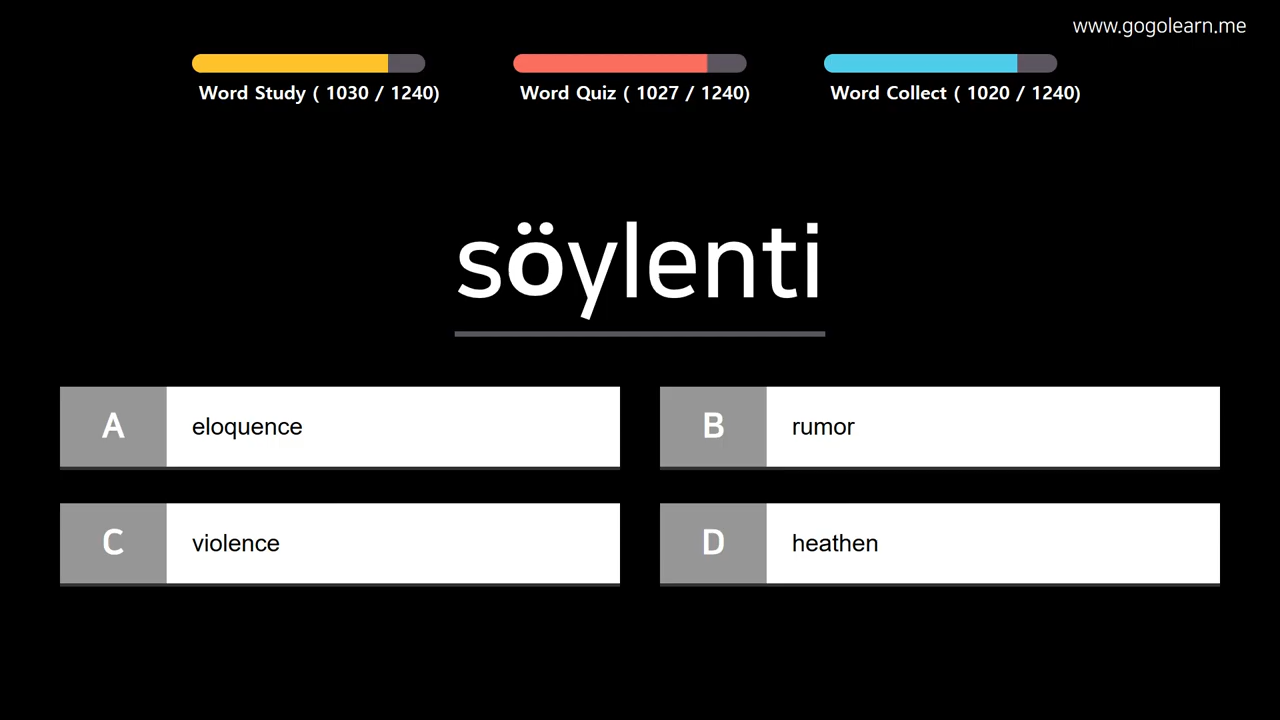 www.gogolearn.me
Word Study ( 1030 / 1240)
Word Quiz ( 1027 / 1240)
Word Collect ( 1020 / 1240)
söylenti
A eloquence
B rumor
C violence
D heathen